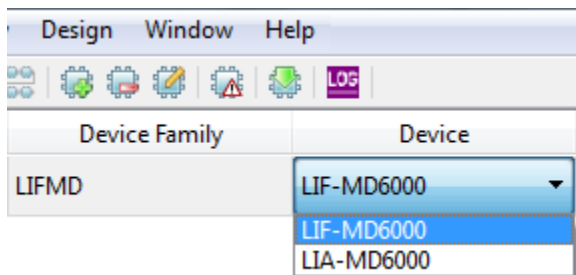 Design Window Help
LOG
Device Family Device
LIFMD LIF-MD6000
LIF-MD6000
LIA-MD6000